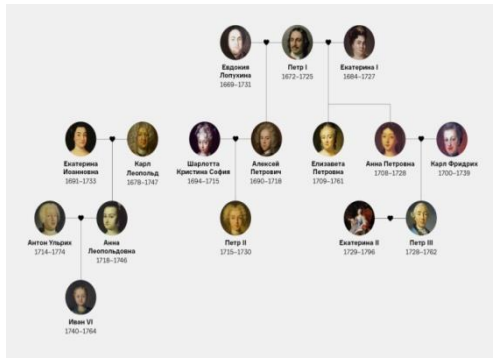 Евдокия
Лопухина
1669–1731
Петр I
1672–1725
Екатерина I
1684–1727
Екатерина
Иоанновна
1691–1733
Карл
Леопольд
1678–1747
Шарлотта
Кристина София
1694–1715
Алексей
Петрович
1690–1718
Елизавета
Петровна
1709–1761
Анна Петровна
1708–1728
Карл Фридрих
1700–1739
Антон Ульрих
1714–1774
Анна
Леопольдовна
1718–1746
Петр II
1715–1730
Екатерина II
1729–1796
Петр III
1728–1762
Иван VI
1740–1764